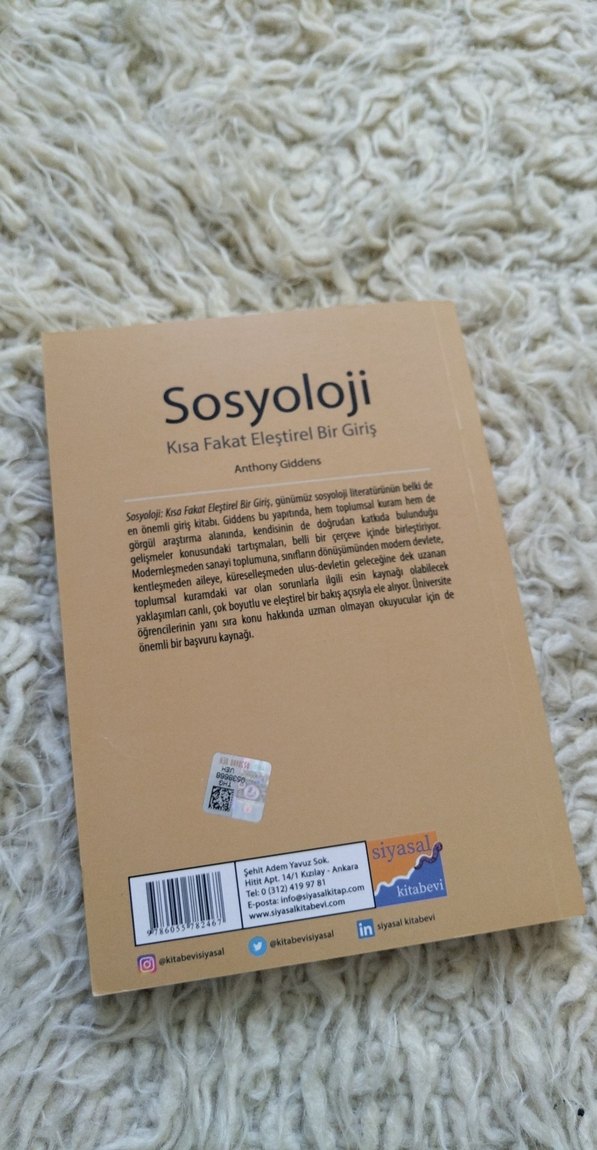 Sosyoloji
Kısa Fakat Eleştirel Bir Giriş
Anthony Giddens
Sosyoloji: Kısa Fakat Eleştirel Bir Giriş, günümüz sosyoloji literatürünün belki de
en önemli giriş kitabı. Giddens bu yapıtında, hem toplumsal kuram hem de
görgül araştırma alanında, kendisinin de doğrudan katkıda bulunduğu
gelişmeler konusundaki tartışmaları, belli bir çerçeve içinde birleştiriyor.
Modernleşmeden sanayi toplumuna, sınıfların dönüşümünden modern devlete,
kentleşmeden aileye, küreselleşmeden ulus-devletin geleceğine dek uzanan
toplumsal kuramdaki var olan sorunlarla ilgili esin kaynağı olabilecek
yaklaşımları canlı, çok boyutlu ve eleştirel bir bakış açısıyla ele alıyor. Üniversite
öğrencilerinin yanı sıra konu hakkında uzman olmayan okuyucular için de
önemli bir başvuru kaynağı.
9786055782467
Şehit Adem Yavuz Sok.
Hitit Apt. 14/1 Kızılay - Ankara
Tel: 0 (312) 419 97 81
E-posta: info@siyasalkitap.com
www.siyasalkitabevi.com
siyasal
kitabevi
@kitabevisiyasal
@kitabevisiyasal
in siyasal kitabevi